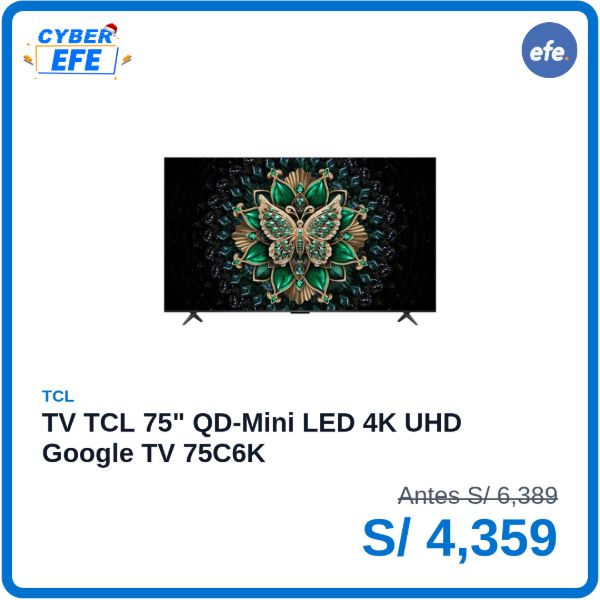 CYBER
EFE
efe.
TCL
TV TCL 75" QD-Mini LED 4K UHD
Google TV 75C6K
Antes S/ 6,389
S/ 4,359